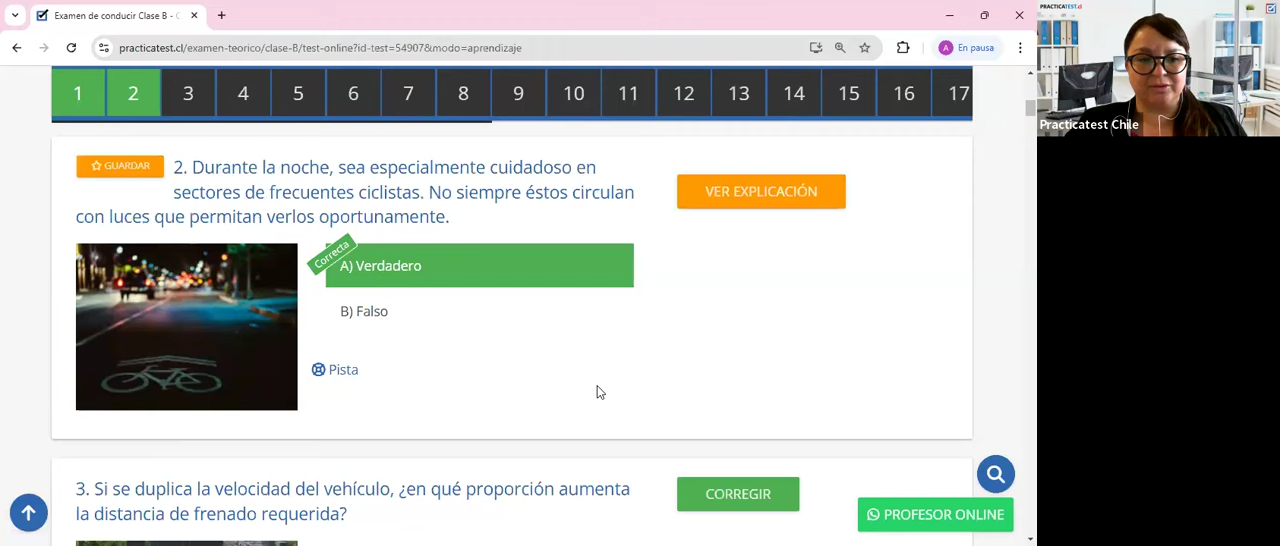 Examen de conducir Clase B - C
practicatest.cl/examen-teorico/clase-B/test-online?id-test=54907&modo=aprendizaje
A
En pausa
PRACTICATEST.cl
Practicatest Chile
1 2 3 4 5 6 7 8 9 10 11 12 13 14 15 16 17
GUARDAR
2. Durante la noche, sea especialmente cuidadoso en
sectores de frecuentes ciclistas. No siempre éstos circulan
con luces que permitan verlos oportunamente.
VER EXPLICACIÓN
Correcta
A) Verdadero
B) Falso
Pista
3. Si se duplica la velocidad del vehículo, ¿en qué proporción aumenta
la distancia de frenado requerida?
CORREGIR
PROFESOR ONLINE